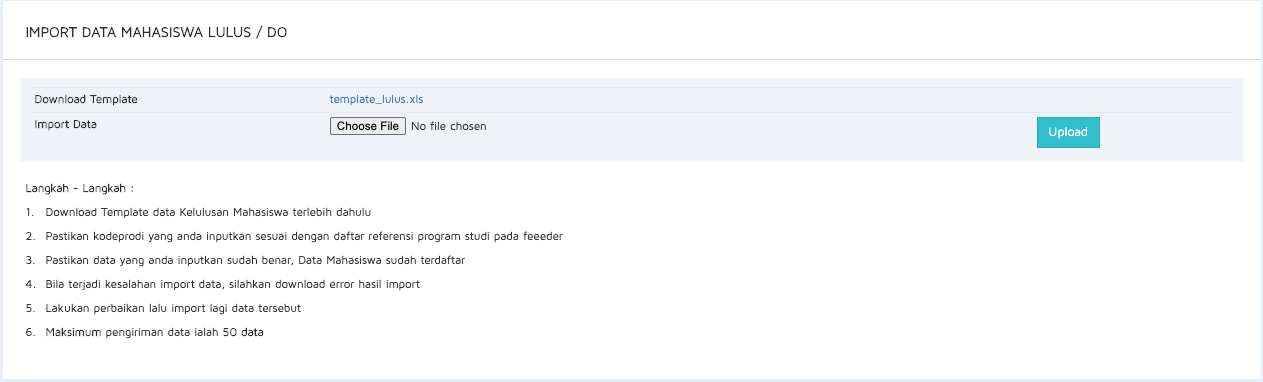 IMPORT DATA MAHASISWA LULUS / DO
Download Template template_lulus.xls
Import Data Choose File No file chosen Upload
Langkah - Langkah :
1. Download Template data Kelulusan Mahasiswa terlebih dahulu
2. Pastikan kodeprodi yang anda inputkan sesuai dengan daftar referensi program studi pada feeeder
3. Pastikan data yang anda inputkan sudah benar, Data Mahasiswa sudah terdaftar
4. Bila terjadi kesalahan import data, silahkan download error hasil import
5. Lakukan perbaikan lalu import lagi data tersebut
6. Maksimum pengiriman data ialah 50 data